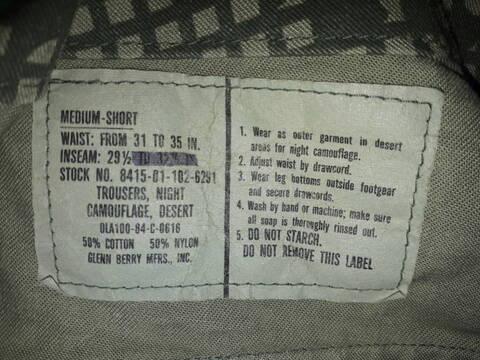 MEDIUM-SHORT
WAIST: FROM 31 TO 35 IN.
INSEAM: 29½ TO
STOCK NO. 8415-01-102-6291
TROUSERS, NIGHT
CAMOUFLAGE, DESERT
DLA100-84-C-0616
50% COTTON 50% NYLON
GLENN BERRY MFRS., INC.
1. Wear as outer garment in desert
areas for night camouflage.
2. Adjust waist by drawcord.
3. Wear leg bottoms outside footgear
and secure drawcords.
4. Wash by hand or machine; make sure
all soap is thoroughly rinsed out.
5. DO NOT STARCH.
DO NOT REMOVE THIS LABEL